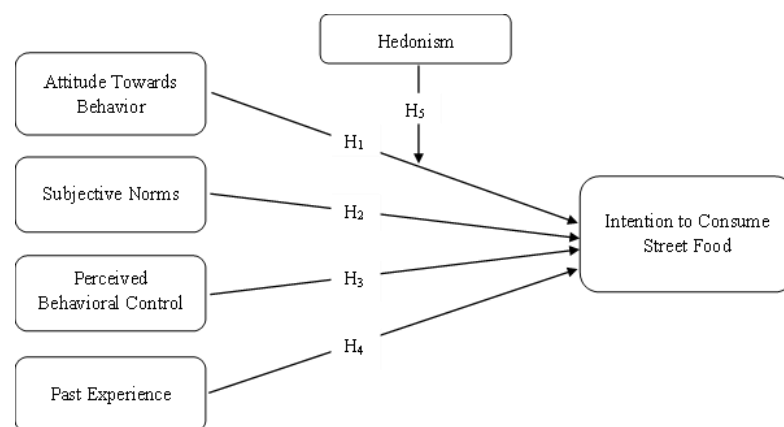 Hedonism
Attitude Towards
Behavior
H₅
H₁
Subjective Norms
H₂
Intention to Consume
Street Food
Perceived
Behavioral Control
H₃
H₄
Past Experience